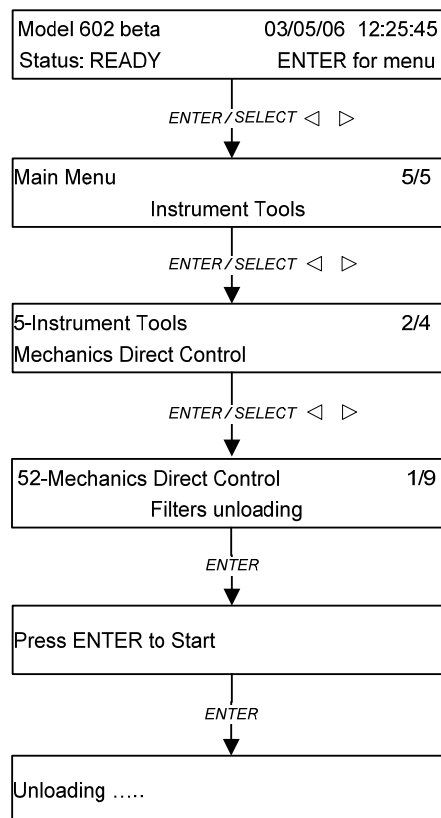 Model 602 beta 03/05/06 12:25:45
Status: READY ENTER for menu
ENTER/SELECT ◁ ▷
Main Menu 5/5
Instrument Tools
ENTER/SELECT ◁ ▷
5-Instrument Tools 2/4
Mechanics Direct Control
ENTER/SELECT ◁ ▷
52-Mechanics Direct Control 1/9
Filters unloading
ENTER
Press ENTER to Start
ENTER
Unloading .....